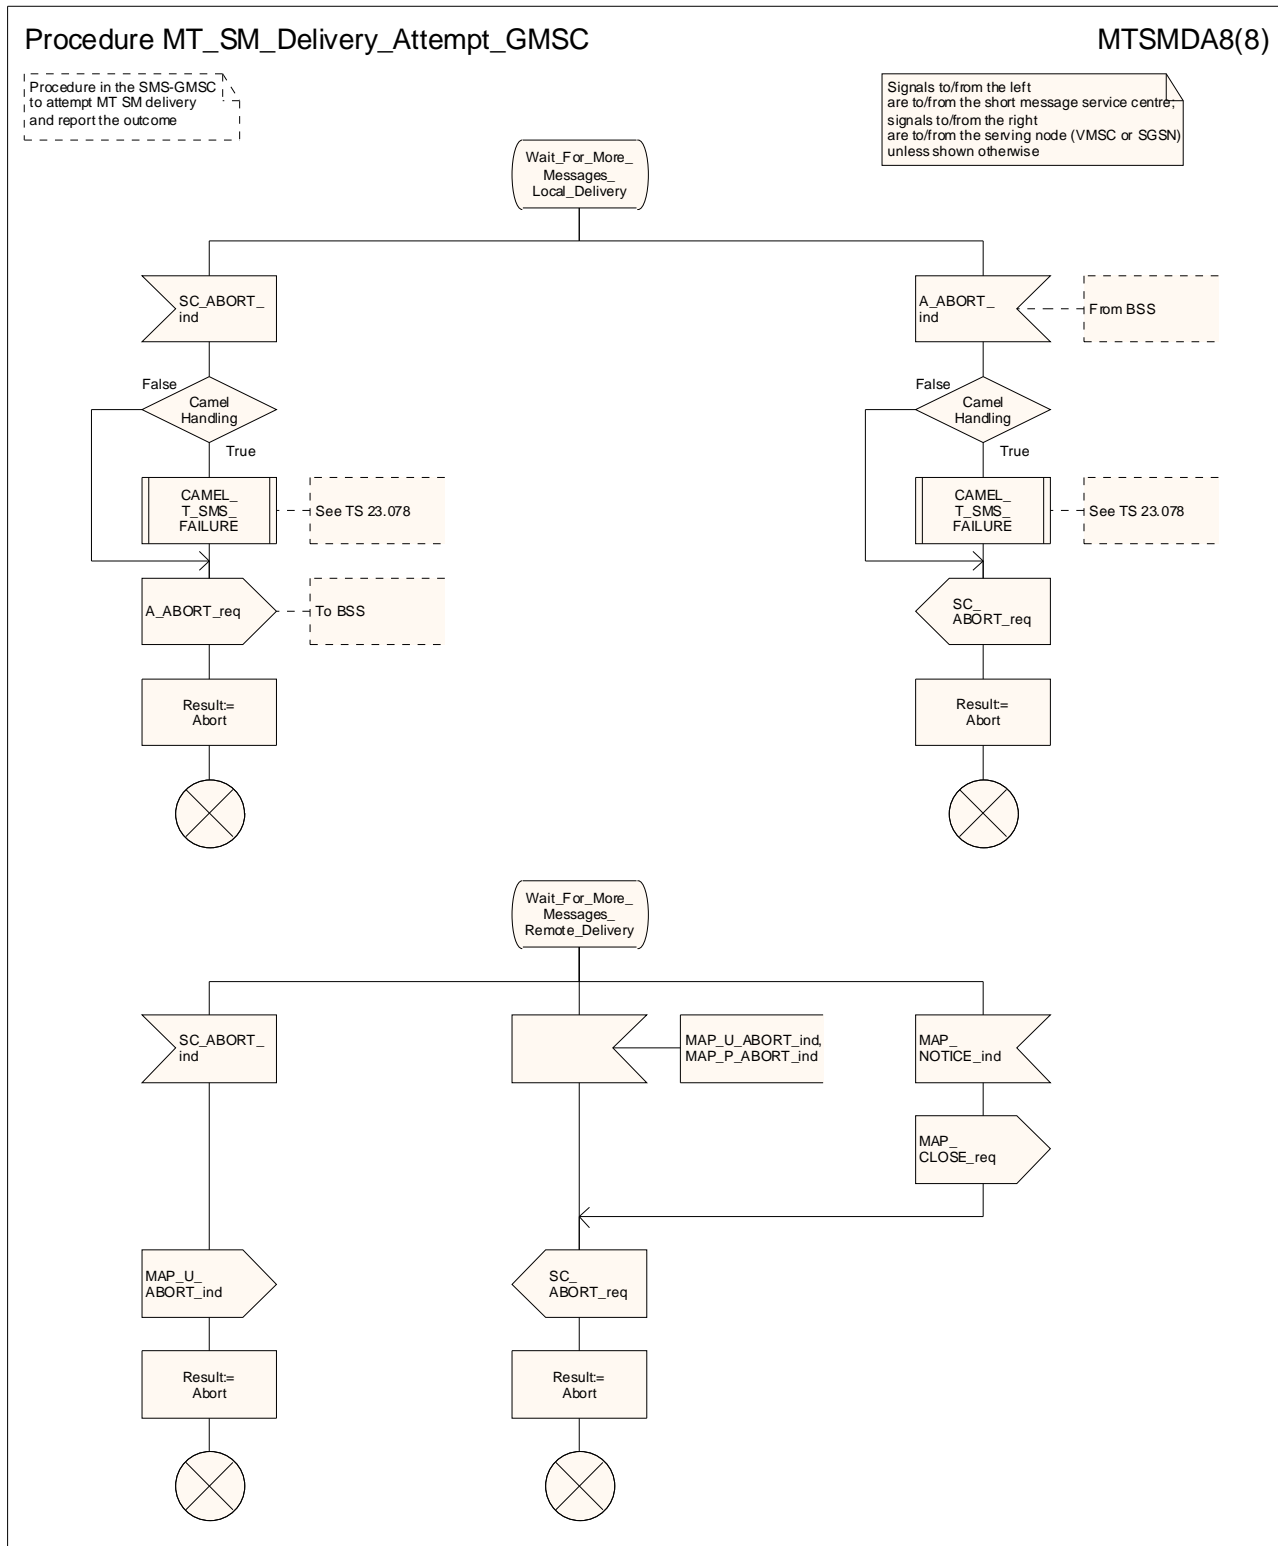 Procedure MT_SM_Delivery_Attempt_GMSC
MTSMDA8(8)
Procedure in the SMS-GMSC
to attempt MT SM delivery
and report the outcome
Signals to/from the left
are to/from the short message service centre;
signals to/from the right
are to/from the serving node (VMSC or SGSN)
unless shown otherwise
Wait_For_More_
Messages_
Local_Delivery
SC_ABORT_
ind
A_ABORT_
ind
From BSS
False
Camel
Handling
True
False
Camel
Handling
True
CAMEL_
T_SMS_
FAILURE
See TS 23.078
CAMEL_
T_SMS_
FAILURE
See TS 23.078
A_ABORT_req
To BSS
SC_
ABORT_req
Result:=
Abort
Result:=
Abort
Wait_For_More_
Messages_
Remote_Delivery
SC_ABORT_
ind
MAP_U_ABORT_ind,
MAP_P_ABORT_ind
MAP_
NOTICE_ind
MAP_
CLOSE_req
MAP_U_
ABORT_ind
SC_
ABORT_req
Result:=
Abort
Result:=
Abort